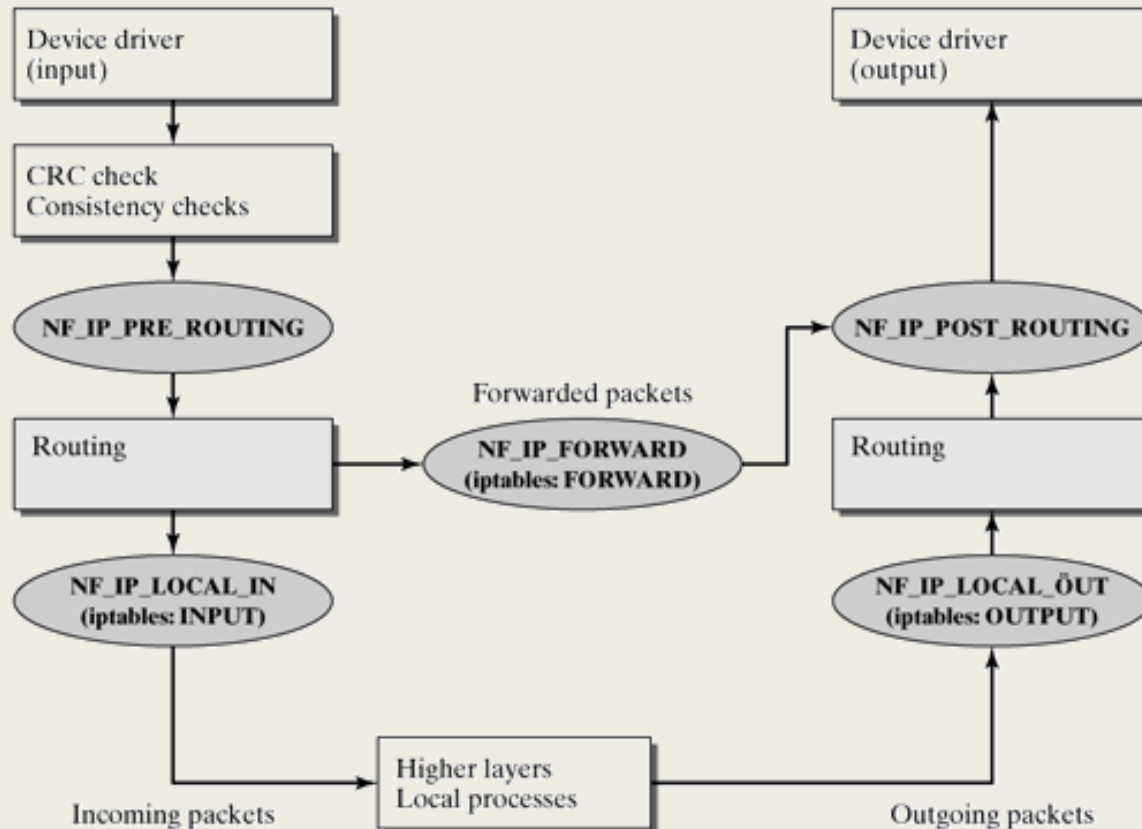 Device driver
(input)
Device driver
(output)
CRC check
Consistency checks
NF_IP_PRE_ROUTING
NF_IP_POST_ROUTING
Forwarded packets
Routing
NF_IP_FORWARD
(iptables: FORWARD)
Routing
NF_IP_LOCAL_IN
(iptables: INPUT)
NF_IP_LOCAL_ÖUT
(iptables: OUTPUT)
Higher layers
Local processes
Incoming packets
Outgoing packets